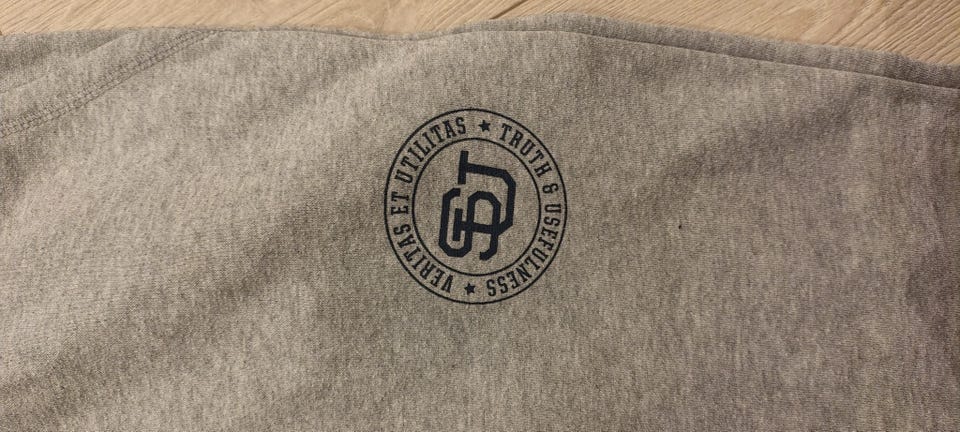 VERITAS ET UTILITAS ★ TRUTH & USEFULNESS ★